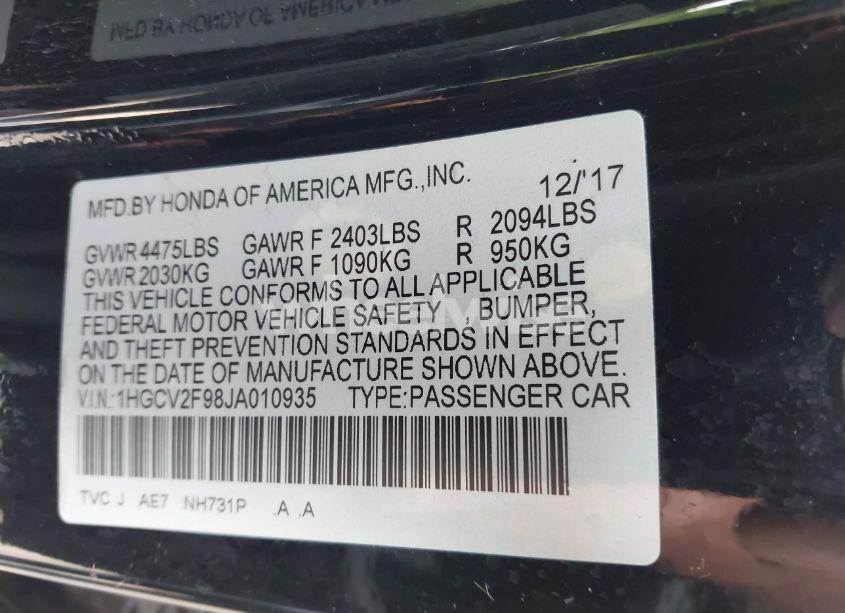 MFD.BY HONDA OF AMERICA MFG.,INC. 12/'17
GVWR 4475LBS GAWR F 2403LBS R 2094LBS
GVWR 2030KG GAWR F 1090KG R 950KG
THIS VEHICLE CONFORMS TO ALL APPLICABLE
FEDERAL MOTOR VEHICLE SAFETY , BUMPER,
AND THEFT PREVENTION STANDARDS IN EFFECT
ON THE DATE OF MANUFACTURE SHOWN ABOVE.
V.I.N.:1HGCV2F98JA010935 TYPE:PASSENGER CAR
TVC J AE7 NH731P .A .A